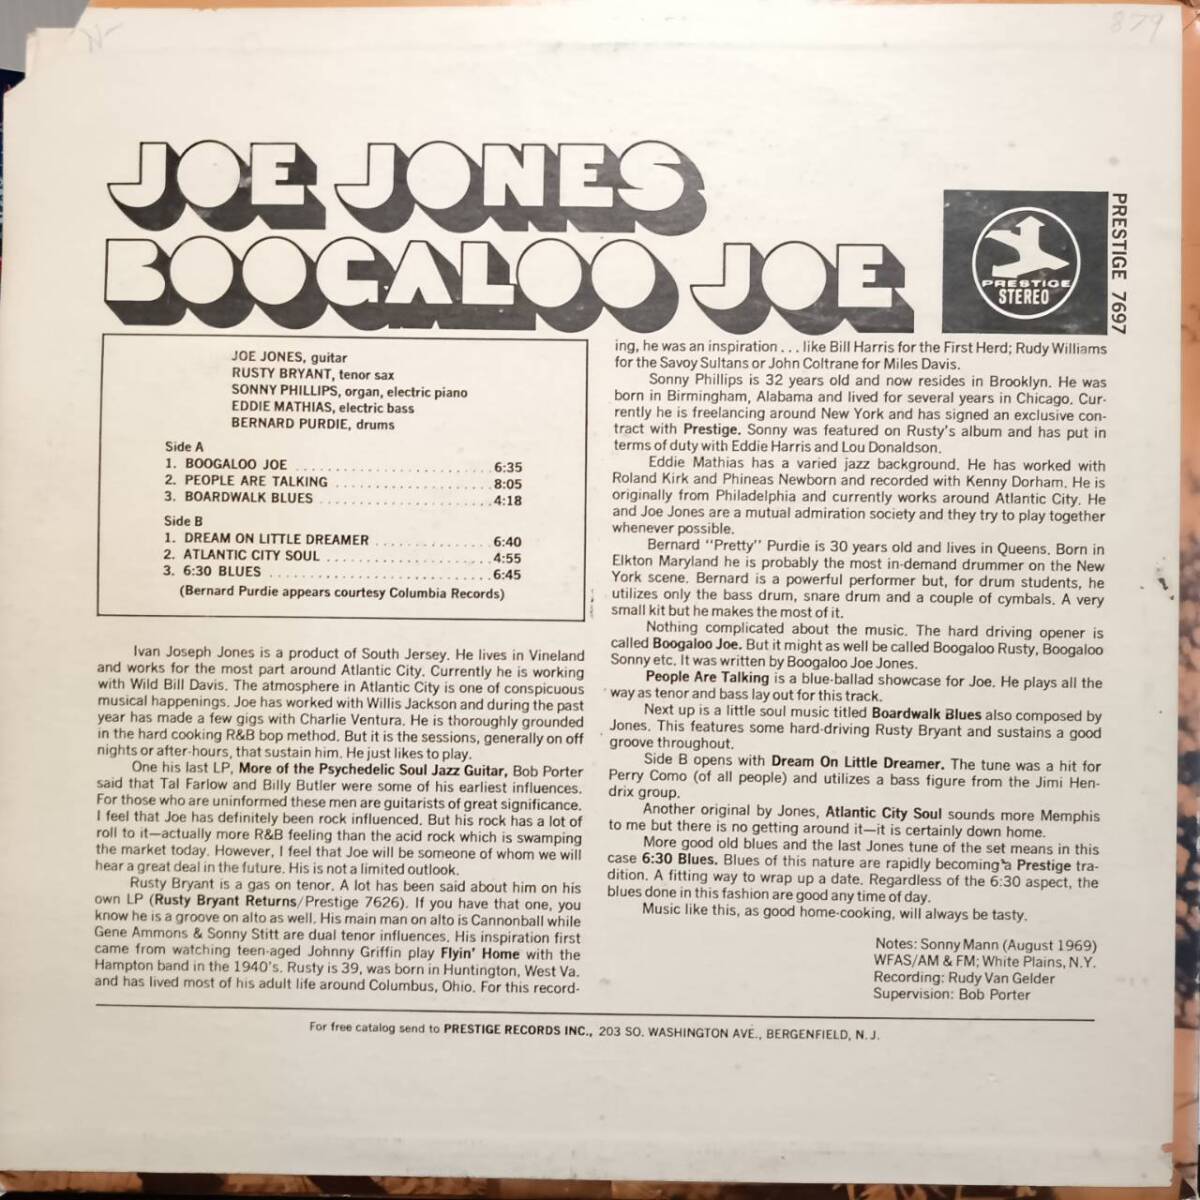 N-
879
JOE JONES
BOOGALOO JOE
PRESTIGE
STEREO
PRESTIGE 7697
JOE JONES, guitar
RUSTY BRYANT, tenor sax
SONNY PHILLIPS, organ, electric piano
EDDIE MATHIAS, electric bass
BERNARD PURDIE, drums
Side A
1. BOOGALOO JOE ........................ 6:35
2. PEOPLE ARE TALKING ................... 8:05
3. BOARDWALK BLUES ..................... 4:18
Side B
1. DREAM ON LITTLE DREAMER ............. 6:40
2. ATLANTIC CITY SOUL .................... 4:55
3. 6:30 BLUES ............................ 6:45
(Bernard Purdie appears courtesy Columbia Records)
Ivan Joseph Jones is a product of South Jersey. He lives in Vineland
and works for the most part around Atlantic City. Currently he is working
with Wild Bill Davis. The atmosphere in Atlantic City is one of conspicuous
musical happenings. Joe has worked with Willis Jackson and during the past
year has made a few gigs with Charlie Ventura. He is thoroughly grounded
in the hard cooking R&B bop method. But it is the sessions, generally on off
nights or after-hours, that sustain him. He just likes to play.
One his last LP, More of the Psychedelic Soul Jazz Guitar, Bob Porter
said that Tal Farlow and Billy Butler were some of his earliest influences.
For those who are uninformed these men are guitarists of great significance.
I feel that Joe has definitely been rock influenced. But his rock has a lot of
roll to it—actually more R&B feeling than the acid rock which is swamping
the market today. However, I feel that Joe will be someone of whom we will
hear a great deal in the future. His is not a limited outlook.
Rusty Bryant is a gas on tenor. A lot has been said about him on his
own LP (Rusty Bryant Returns/Prestige 7626). If you have that one, you
know he is a groove on alto as well. His main man on alto is Cannonball while
Gene Ammons & Sonny Stitt are dual tenor influences. His inspiration first
came from watching teen-aged Johnny Griffin play Flyin' Home with the
Hampton band in the 1940's. Rusty is 39, was born in Huntington, West Va.
and has lived most of his adult life around Columbus, Ohio. For this record-
ing, he was an inspiration ... like Bill Harris for the First Herd; Rudy Williams
for the Savoy Sultans or John Coltrane for Miles Davis.
Sonny Phillips is 32 years old and now resides in Brooklyn. He was
born in Birmingham, Alabama and lived for several years in Chicago. Cur-
rently he is freelancing around New York and has signed an exclusive con-
tract with Prestige. Sonny was featured on Rusty's album and has put in
terms of duty with Eddie Harris and Lou Donaldson.
Eddie Mathias has a varied jazz background. He has worked with
Roland Kirk and Phineas Newborn and recorded with Kenny Dorham. He is
originally from Philadelphia and currently works around Atlantic City. He
and Joe Jones are a mutual admiration society and they try to play together
whenever possible.
Bernard "Pretty" Purdie is 30 years old and lives in Queens. Born in
Elkton Maryland he is probably the most in-demand drummer on the New
York scene. Bernard is a powerful performer but, for drum students, he
utilizes only the bass drum, snare drum and a couple of cymbals. A very
small kit but he makes the most of it.
Nothing complicated about the music. The hard driving opener is
called Boogaloo Joe. But it might as well be called Boogaloo Rusty, Boogaloo
Sonny etc. It was written by Boogaloo Joe Jones.
People Are Talking is a blue-ballad showcase for Joe. He plays all the
way as tenor and bass lay out for this track.
Next up is a little soul music titled Boardwalk Blues also composed by
Jones. This features some hard-driving Rusty Bryant and sustains a good
groove throughout.
Side B opens with Dream On Little Dreamer. The tune was a hit for
Perry Como (of all people) and utilizes a bass figure from the Jimi Hen-
drix group.
Another original by Jones, Atlantic City Soul sounds more Memphis
to me but there is no getting around it—it is certainly down home.
More good old blues and the last Jones tune of the set means in this
case 6:30 Blues. Blues of this nature are rapidly becoming a Prestige tra-
dition. A fitting way to wrap up a date. Regardless of the 6:30 aspect, the
blues done in this fashion are good any time of day.
Music like this, as good home-cooking, will always be tasty.
Notes: Sonny Mann (August 1969)
WFAS/AM & FM; White Plains, N.Y.
Recording: Rudy Van Gelder
Supervision: Bob Porter
For free catalog send to PRESTIGE RECORDS INC., 203 SO. WASHINGTON AVE., BERGENFIELD, N.J.